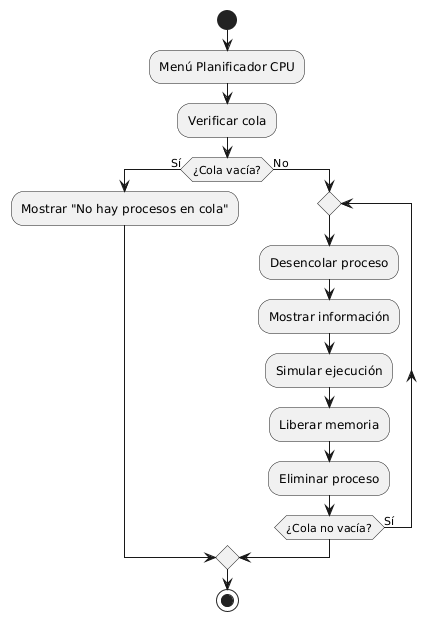 Menú Planificador CPU
Verificar cola
¿Cola vacía?
Sí
No
Mostrar "No hay procesos en cola"
Desencolar proceso
Mostrar información
Simular ejecución
Liberar memoria
Eliminar proceso
¿Cola no vacía?
Sí